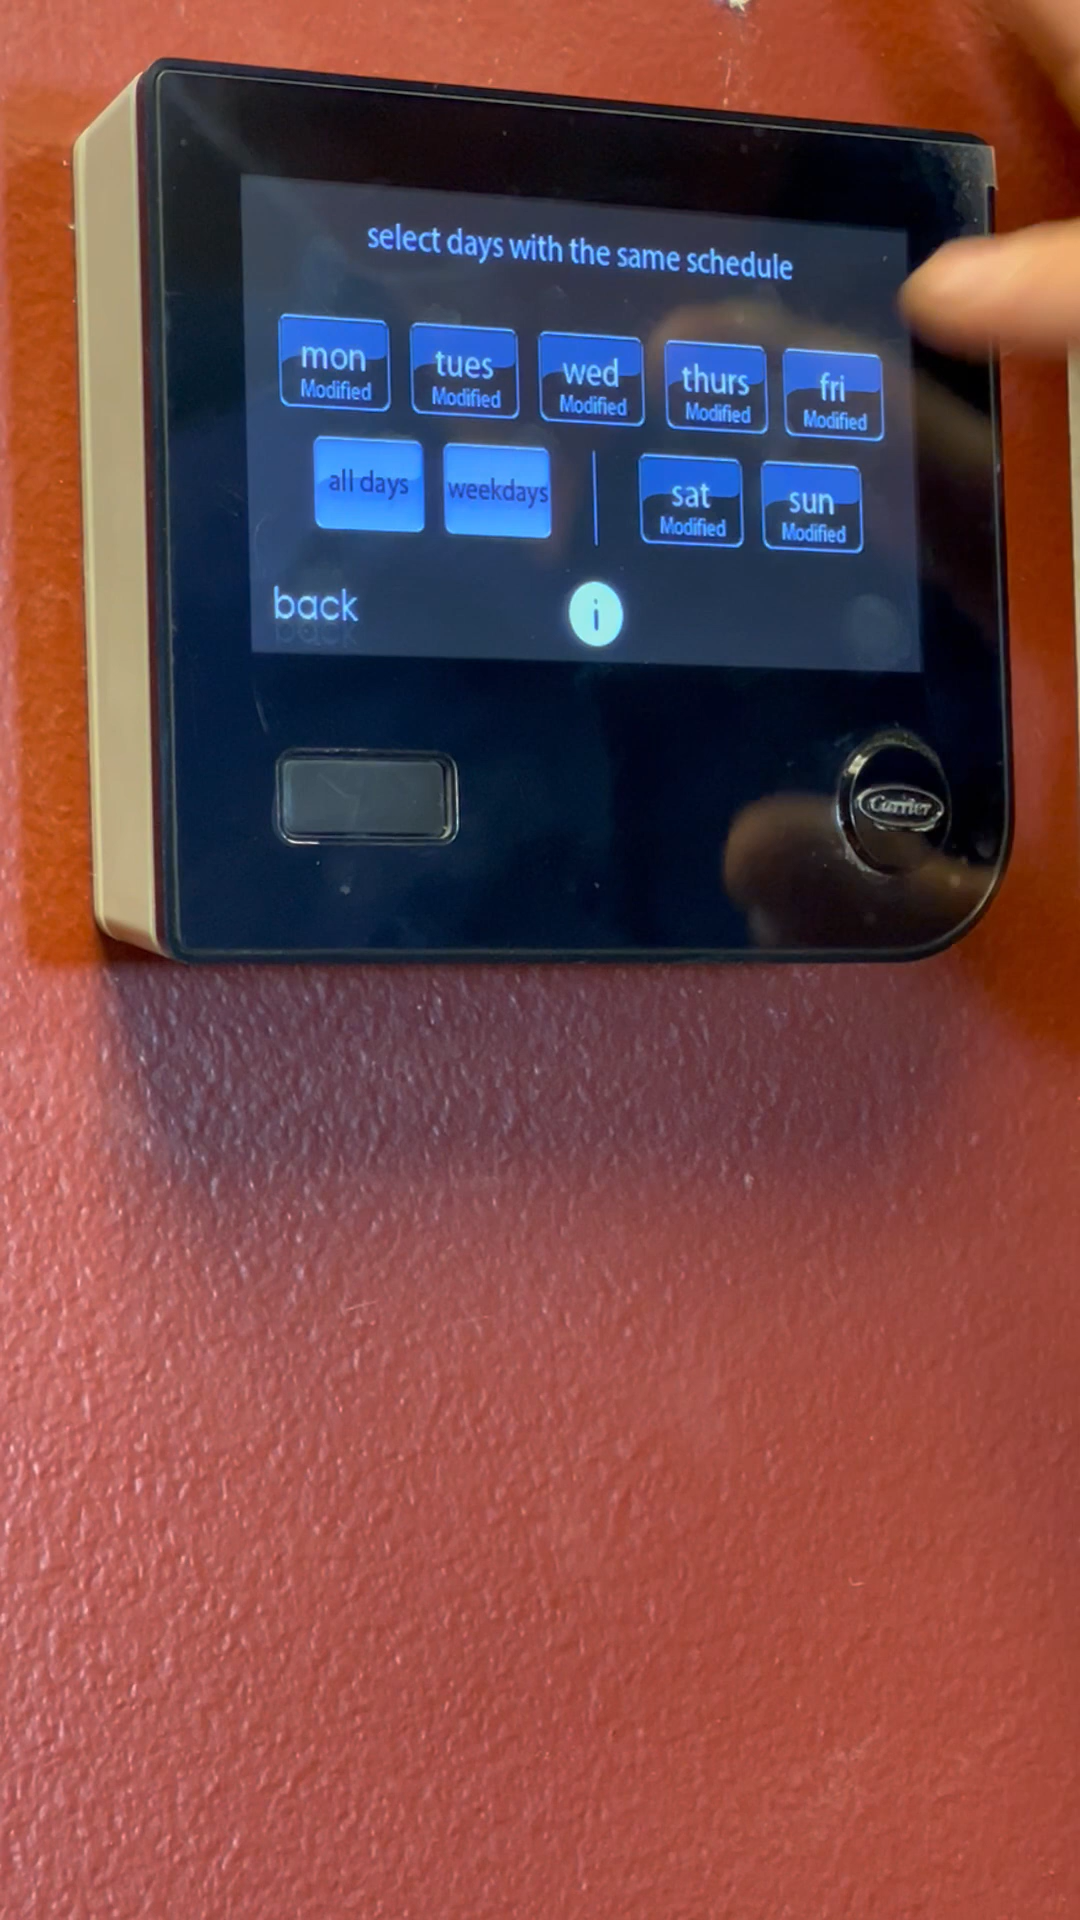 select days with the same schedule
mon tues wed thurs fri
Modified Modified Modified Modified Modified
all days weekdays sat sun
Modified Modified
back i
Carrier